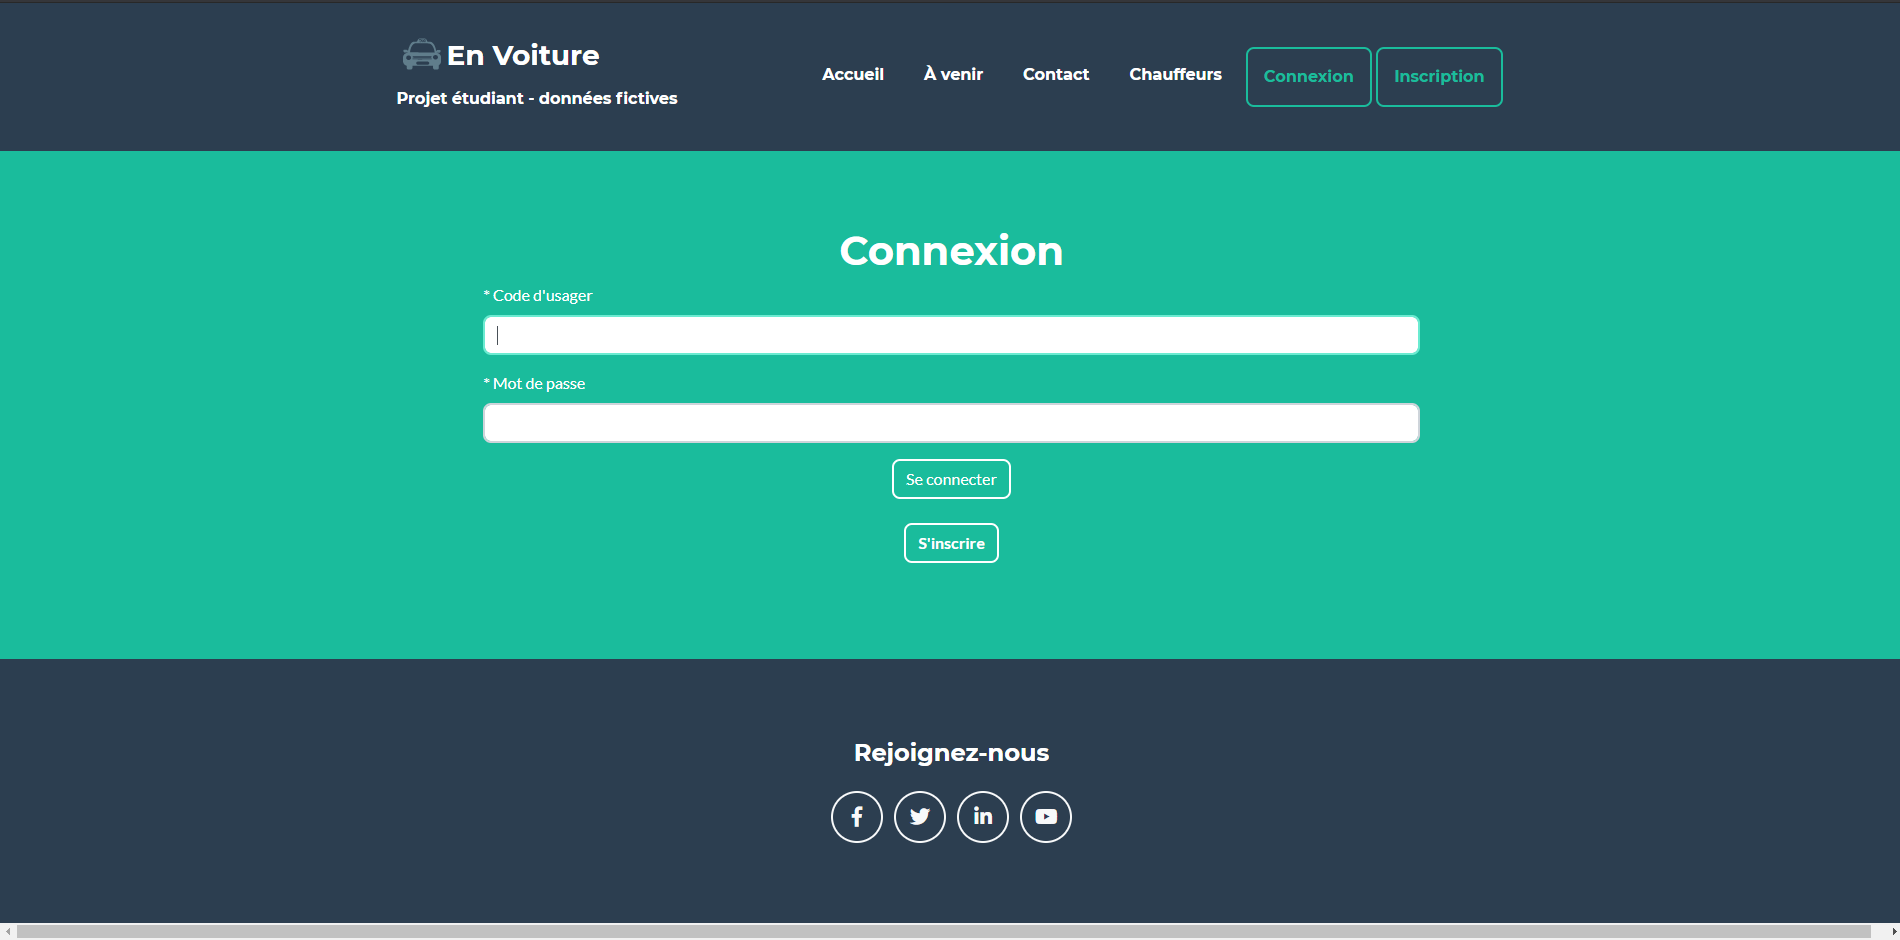 En Voiture
Projet étudiant - données fictives
Accueil
À venir
Contact
Chauffeurs
Connexion
Inscription
Connexion
* Code d'usager
* Mot de passe
Se connecter
S'inscrire
Rejoignez-nous